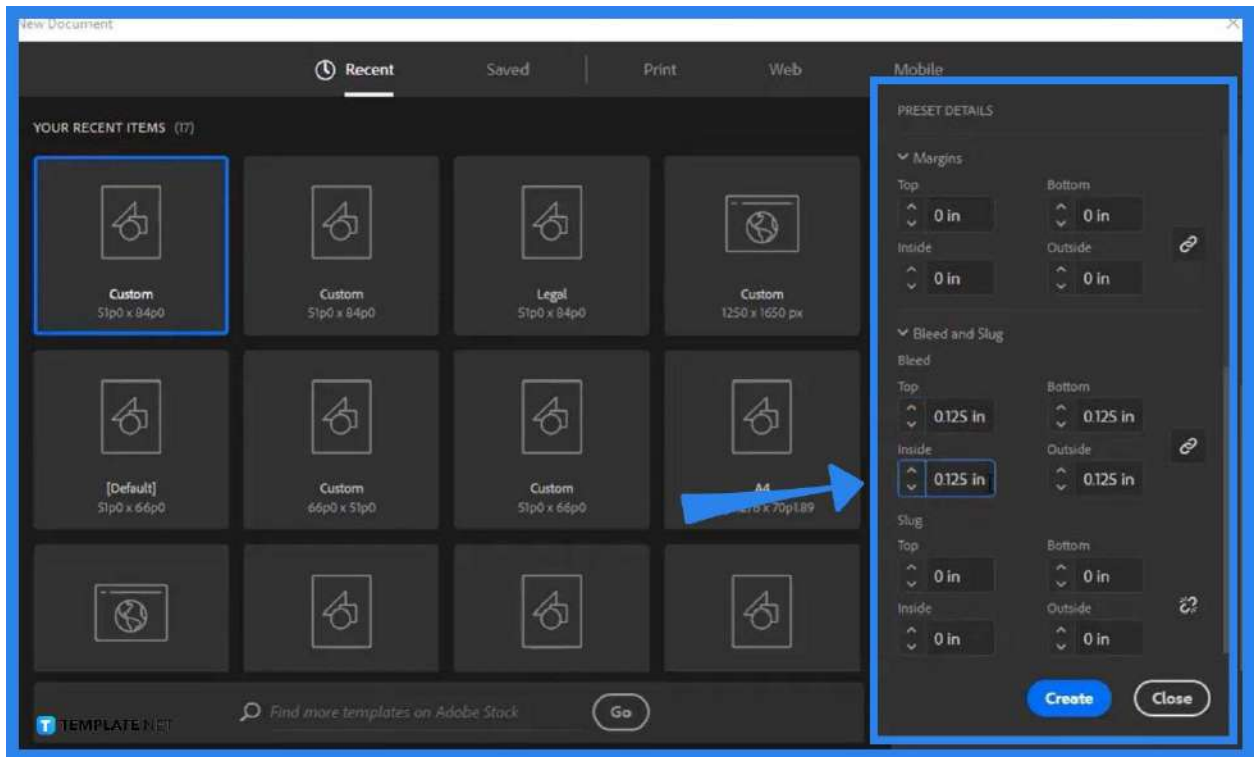 New Document
Recent
Saved
Print
Web
Mobile
YOUR RECENT ITEMS (17)
Custom
51p0 x 84p0
Custom
51p0 x 84p0
Legal
51p0 x 84p0
Custom
1250 x 1650 px
[Default]
51p0 x 66p0
Custom
66p0 x 51p0
Custom
51p0 x 66p0
A4
x 70p1.89
Find more templates on Adobe Stock
Go
T TEMPLATE.NET
PRESET DETAILS
Margins
Top Bottom
0 in 0 in
Inside Outside
0 in 0 in
Bleed and Slug
Bleed
Top Bottom
0.125 in 0.125 in
Inside Outside
0.125 in 0.125 in
Slug
Top Bottom
0 in 0 in
Inside Outside
0 in 0 in
Create Close